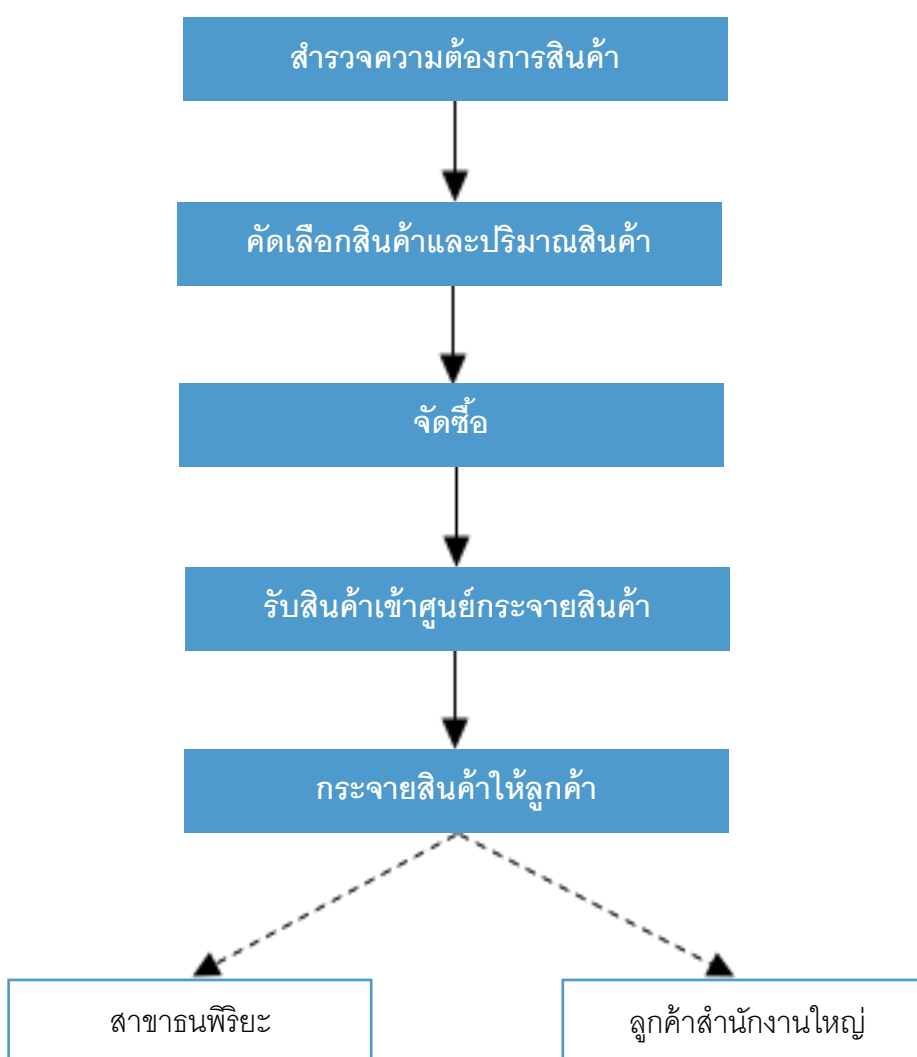 สำรวจความต้องการสินค้า
คัดเลือกสินค้าและปริมาณสินค้า
จัดซื้อ
รับสินค้าเข้าศูนย์กระจายสินค้า
กระจายสินค้าให้ลูกค้า
สาขาธนพิริยะ
ลูกค้าสำนักงานใหญ่